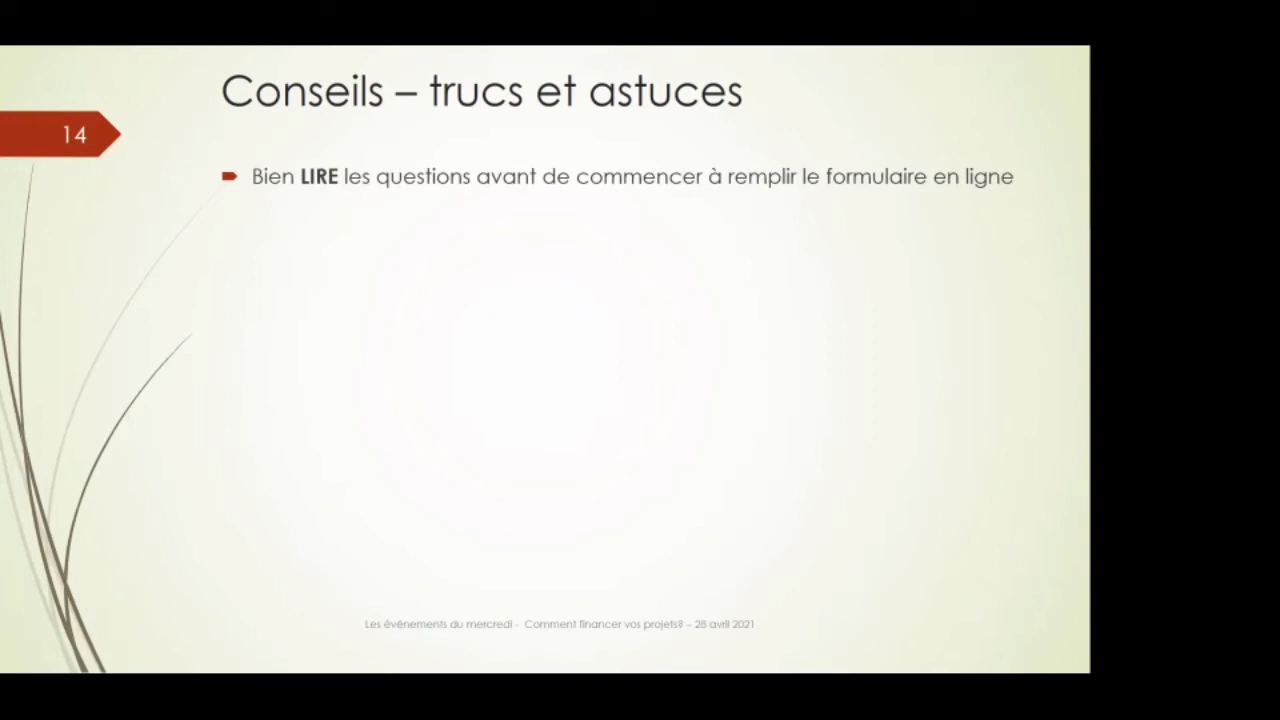 Conseils – trucs et astuces
14
Bien LIRE les questions avant de commencer à remplir le formulaire en ligne
Les évènements du mercredi - Comment financer vos projets? – 28 avril 2021